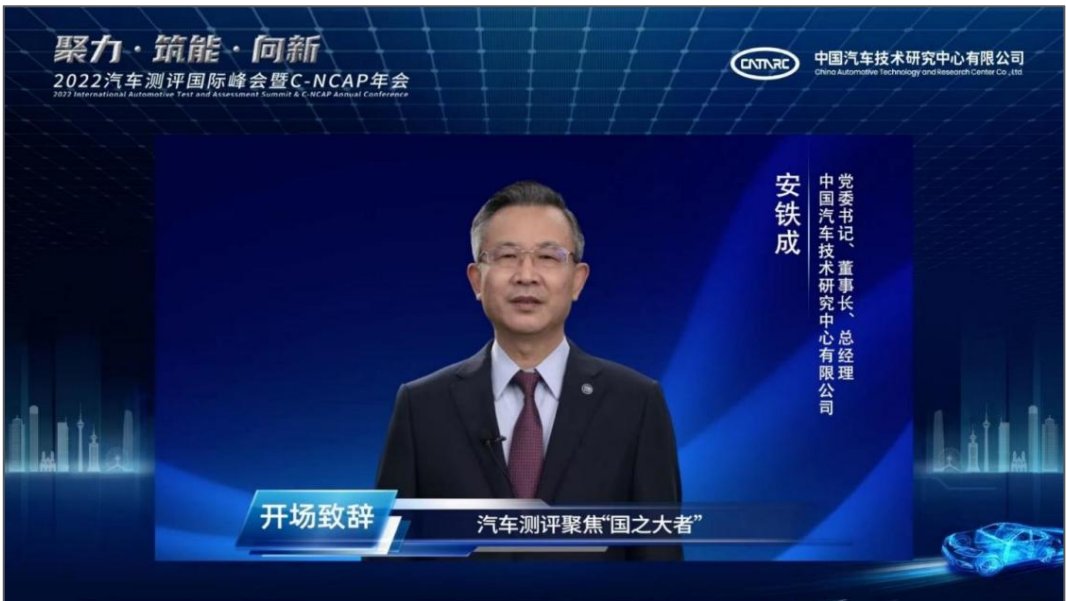 聚力·筑能·向新
2022汽车测评国际峰会暨C-NCAP年会
2022 International Automotive Test and Assessment Summit & C-NCAP Annual Conference
CATARC
中国汽车技术研究中心有限公司
China Automotive Technology and Research Center Co., Ltd.
党委书记、董事长、总经理
中国汽车技术研究中心有限公司
安铁成
开场致辞
汽车测评聚焦“国之大者”